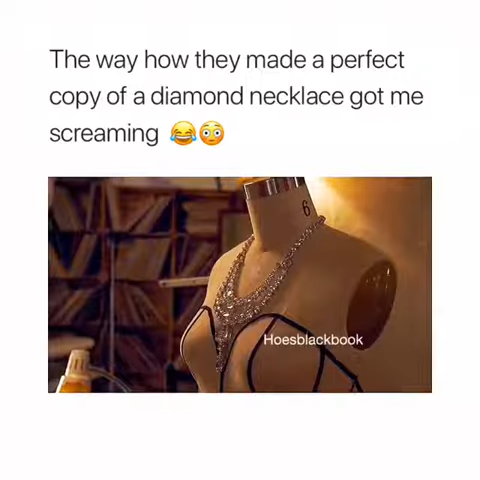 The way how they made a perfect
copy of a diamond necklace got me
screaming 😂😳
6
Hoesblackbook